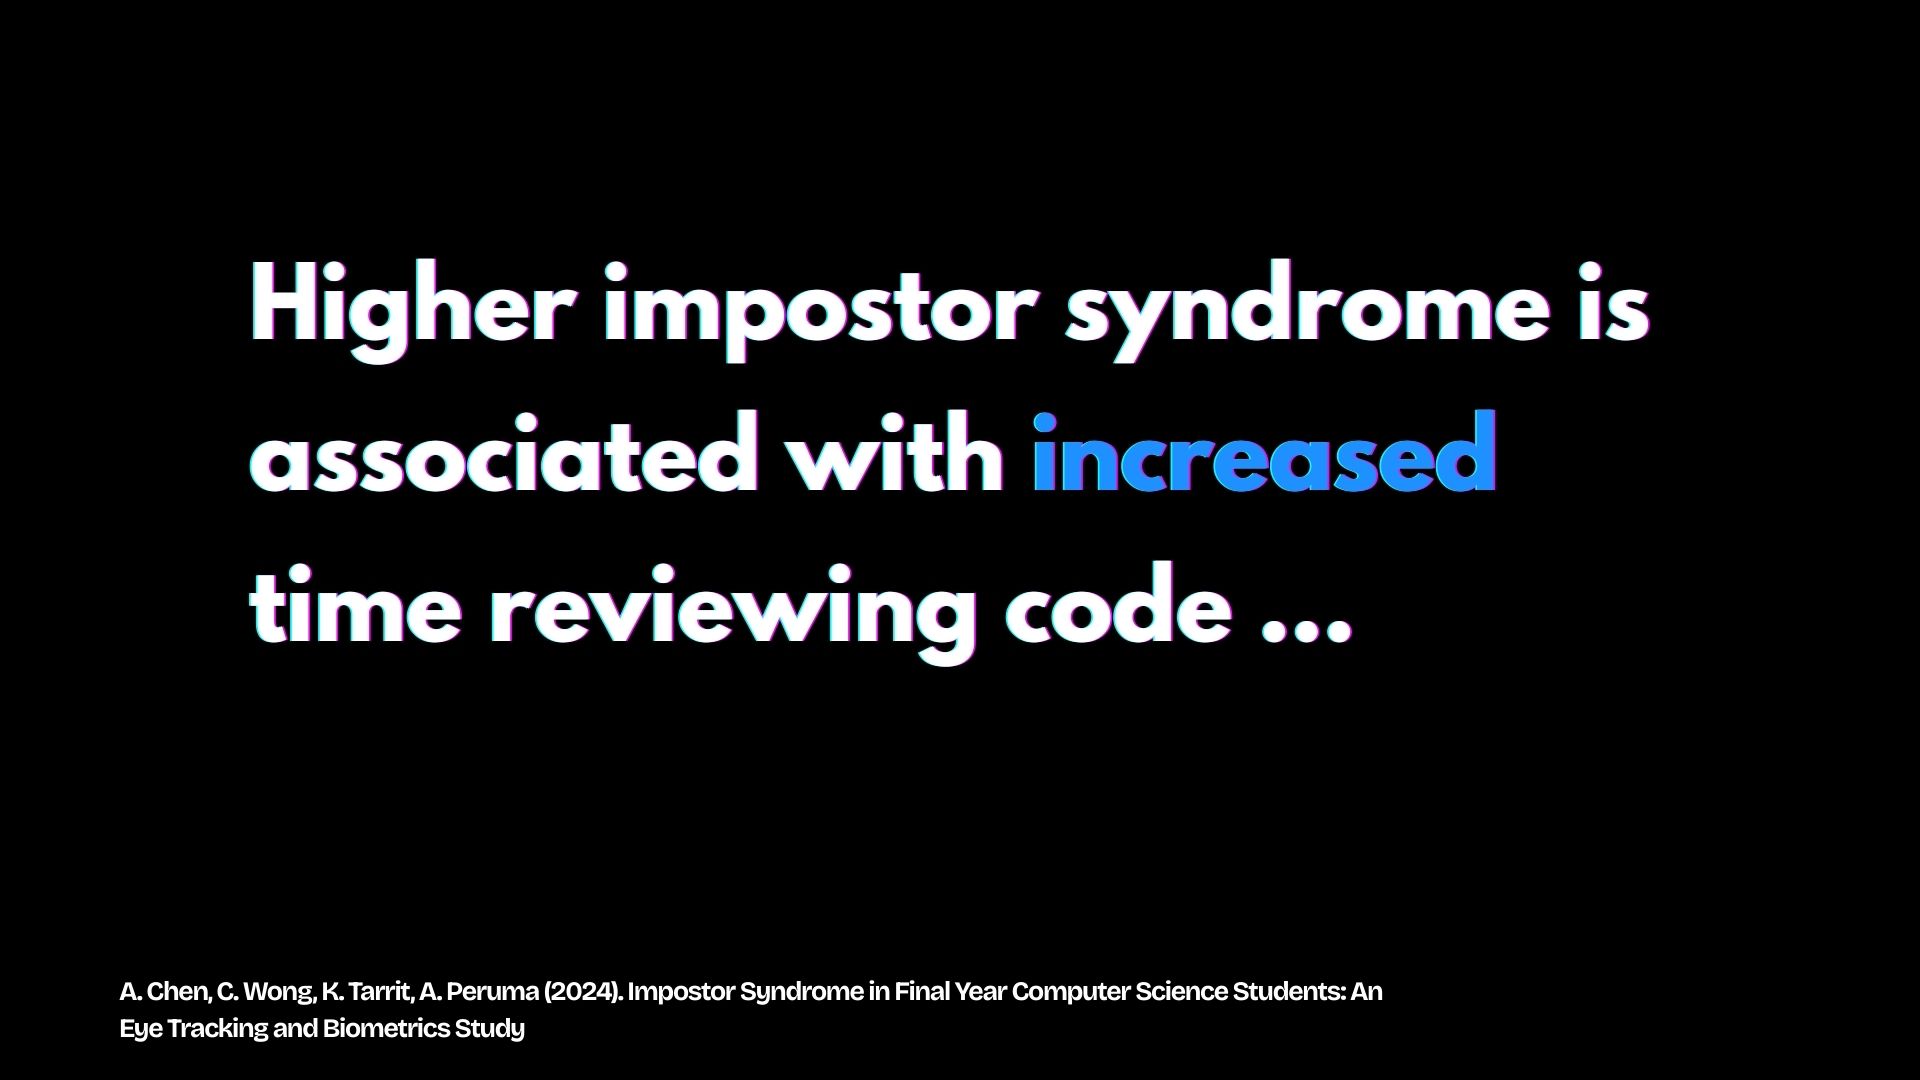 Higher impostor syndrome is
associated with increased
time reviewing code ...
A. Chen, C. Wong, K. Tarrit, A. Peruma (2024). Impostor Syndrome in Final Year Computer Science Students: An
Eye Tracking and Biometrics Study